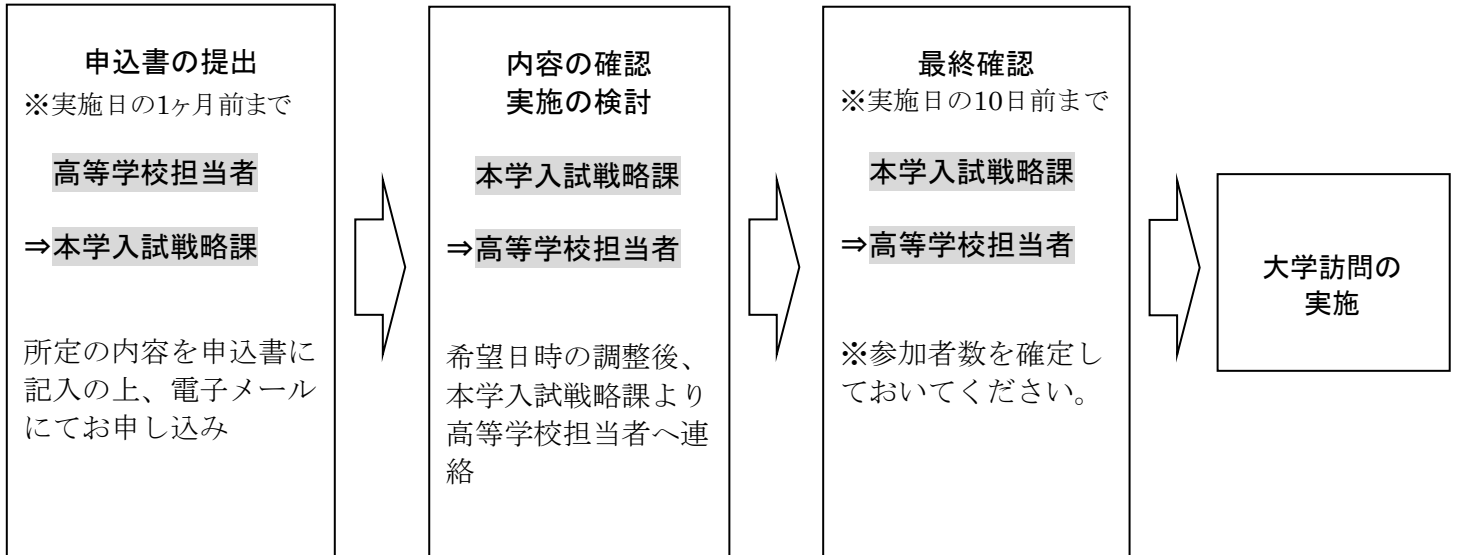 申込書の提出
※実施日の1ヶ月前まで
高等学校担当者
⇒本学入試戦略課
所定の内容を申込書に
記入の上、電子メール
にてお申し込み
内容の確認
実施の検討
本学入試戦略課
⇒高等学校担当者
希望日時の調整後、
本学入試戦略課より
高等学校担当者へ連
絡
最終確認
※実施日の10日前まで
本学入試戦略課
⇒高等学校担当者
※参加者数を確定し
ておいてください。
大学訪問の
実施